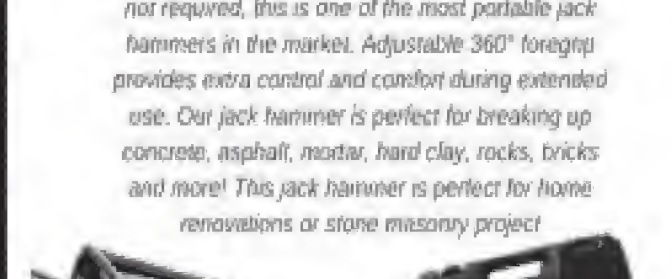 not required, this is one of the most portable jack
hammers in the market. Adjustable 360° foregrip
provides extra control and comfort during extended
use. Our jack hammer is perfect for breaking up
concrete, asphalt, mortar, hard clay, rocks, bricks
and more! This jack hammer is perfect for home
renovations or stone masonry project